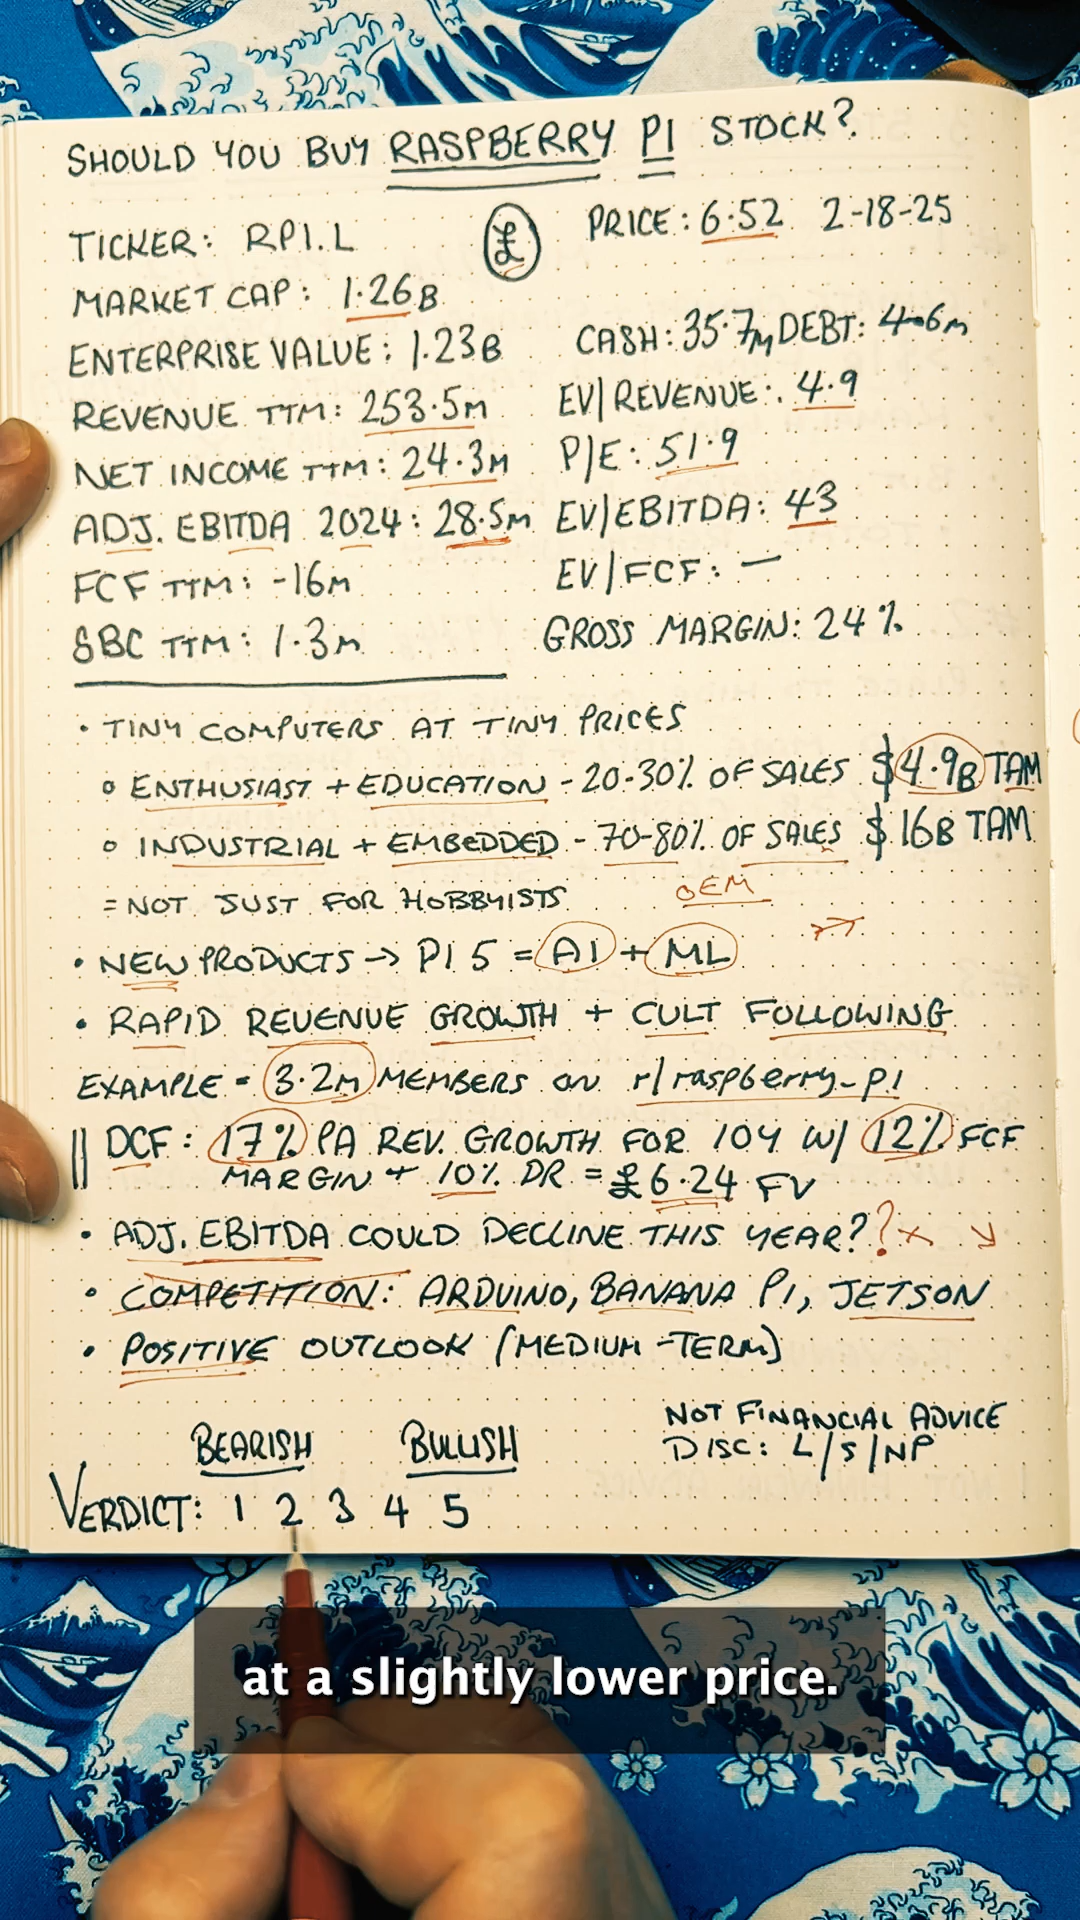 SHOULD YOU BUY RASPBERRY PI STOCK?
TICKER: RPI.L £ PRICE: 6.52 2-18-25
MARKET CAP: 1.26B
ENTERPRISE VALUE: 1.23B CASH: 35.7M DEBT: 4.6M
REVENUE TTM: 253.5M EV/REVENUE: 4.9
NET INCOME TTM: 24.3M P/E: 51.9
ADJ. EBITDA 2024: 28.5M EV/EBITDA: 43
FCF TTM: -16M EV/FCF: —
SBC TTM: 1.3M GROSS MARGIN: 24%
• TINY COMPUTERS AT TINY PRICES
o ENTHUSIAST + EDUCATION - 20-30% OF SALES $4.9B TAM
o INDUSTRIAL + EMBEDDED - 70-80% OF SALES $16B TAM
= NOT JUST FOR HOBBYISTS OEM
• NEW PRODUCTS → PI 5 = AI + ML
• RAPID REVENUE GROWTH + CULT FOLLOWING
EXAMPLE = 3.2M MEMBERS ON r/raspberry_pi
|| DCF: 17% PA REV. GROWTH FOR 10Y W/ 12% FCF
MARGIN + 10% DR = £6.24 FV
• ADJ. EBITDA COULD DECLINE THIS YEAR??
• COMPETITION: ARDUINO, BANANA PI, JETSON
• POSITIVE OUTLOOK (MEDIUM-TERM)
NOT FINANCIAL ADVICE
DISC: L/S/NP
BEARISH BULLISH
VERDICT: 1 2 3 4 5
at a slightly lower price.